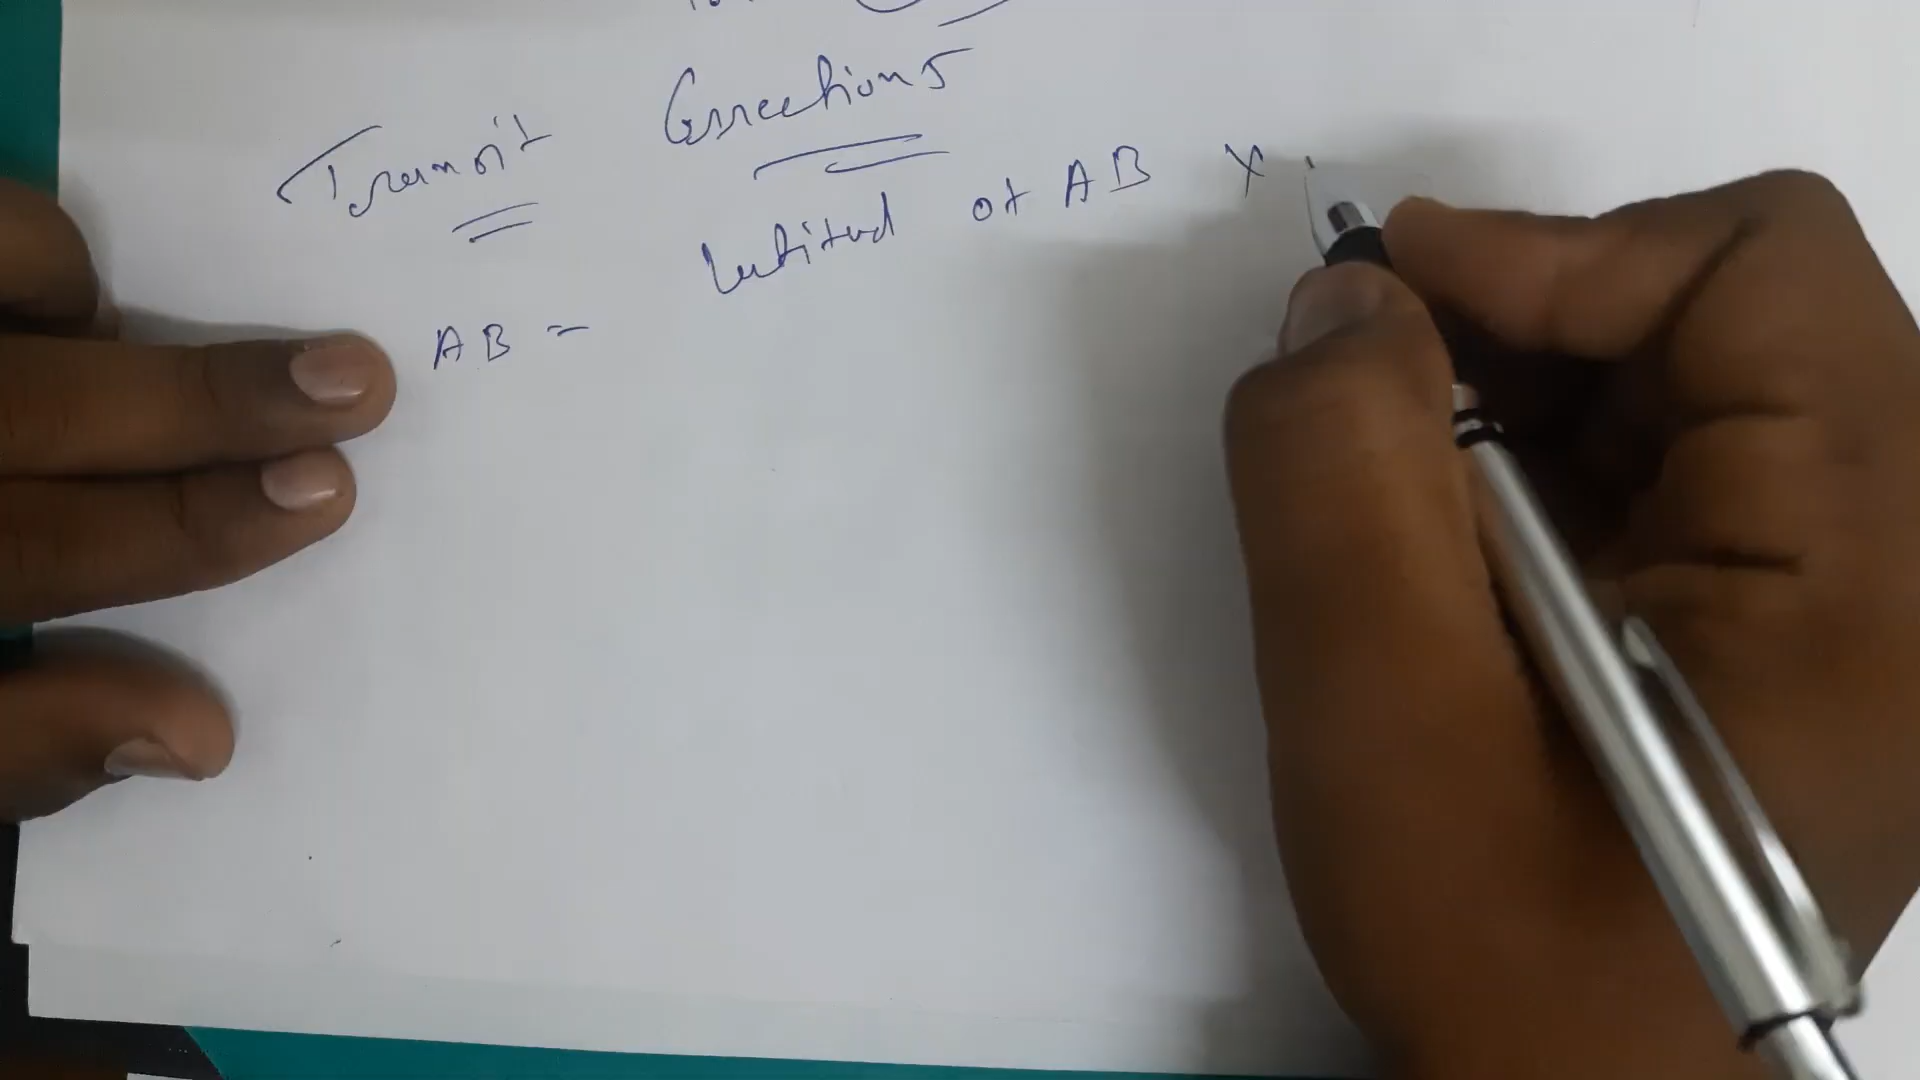 Transit Corrections
Latitud of AB X
AB =